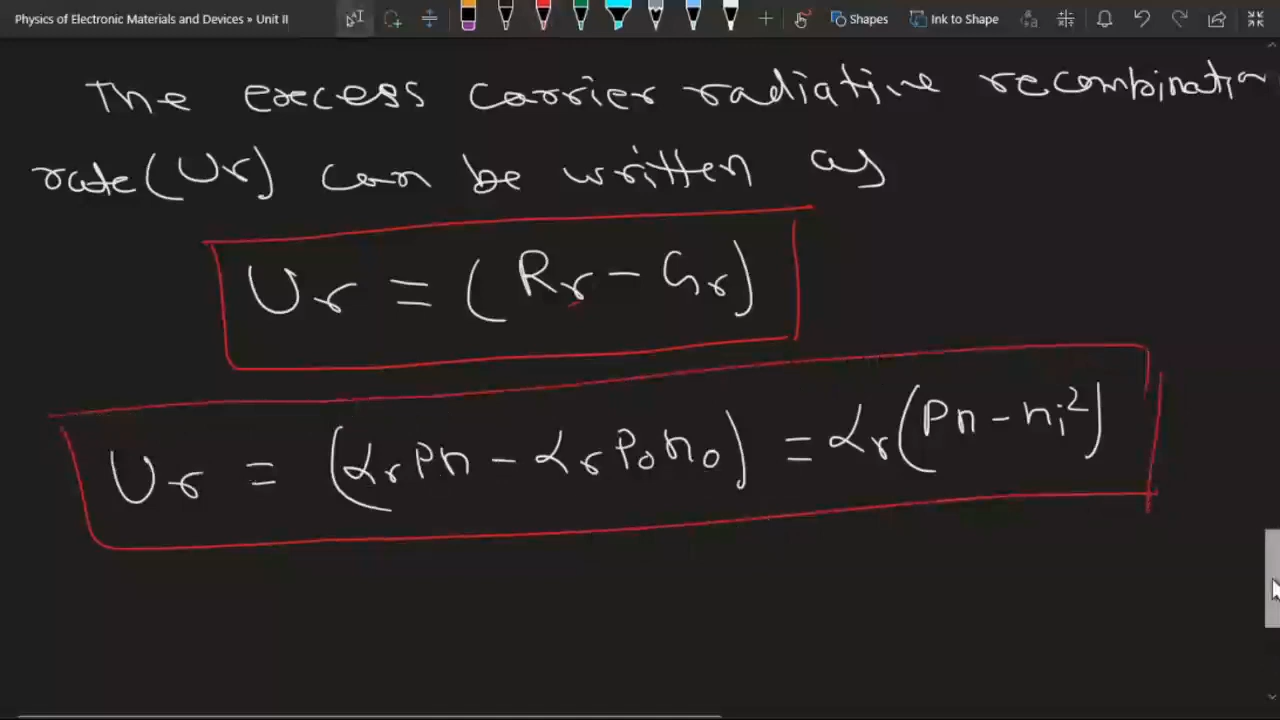 Physics of Electronic Materials and Devices » Unit II
Shapes
Ink to Shape
The excess carrier radiative recombination
rate (Ur) can be written as
Ur = (Rr - Gr)
Ur = (αrpn - αrp₀n₀) = αr(pn - nᵢ²)